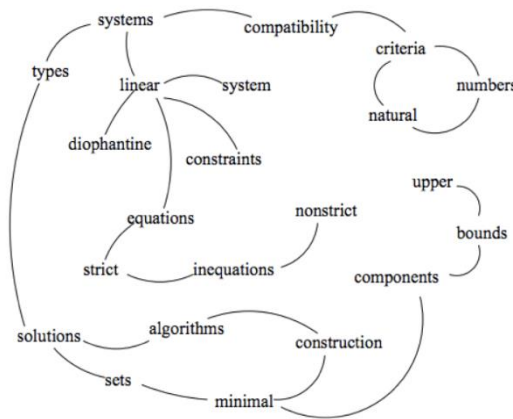 systems
compatibility
criteria
types
linear
system
numbers
natural
diophantine
constraints
upper
nonstrict
equations
bounds
strict
inequations
components
solutions
algorithms
construction
sets
minimal